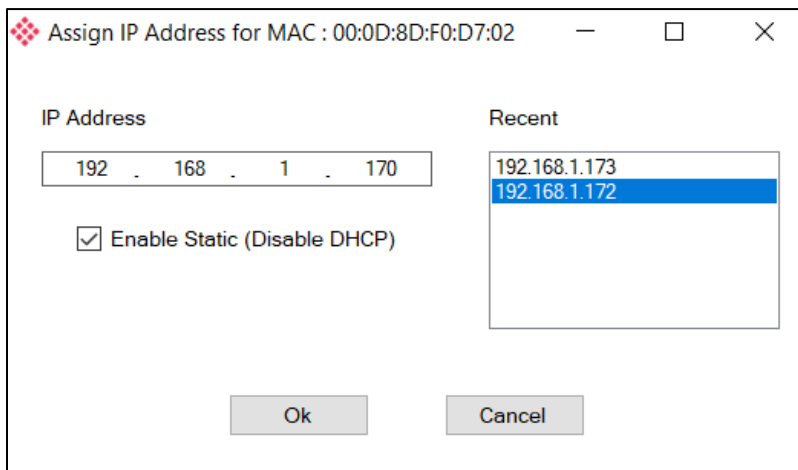 Assign IP Address for MAC : 00:0D:8D:F0:D7:02
IP Address
192 . 168 . 1 . 170
Enable Static (Disable DHCP)
Recent
192.168.1.173
192.168.1.172
Ok
Cancel